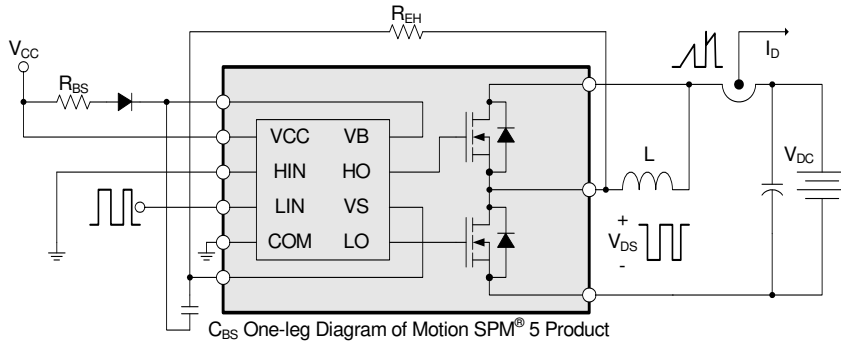 R_EH
V_CC
I_D
R_BS
VCC VB
HIN HO
LIN VS
COM LO
L
V_DC
+
V_DS
-
C_BS One-leg Diagram of Motion SPM® 5 Product